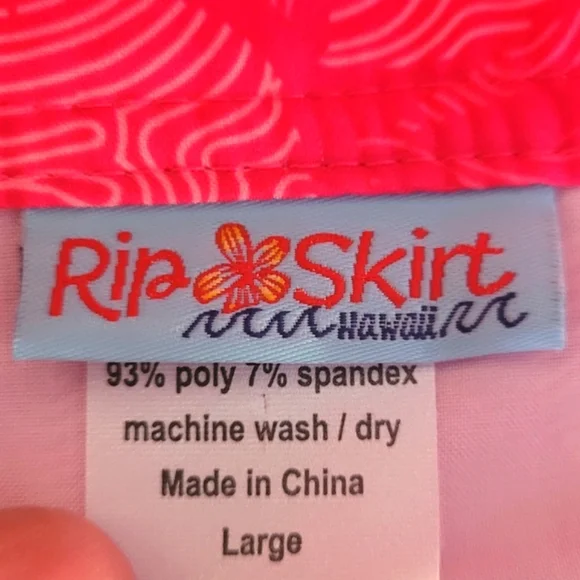 Rip Skirt
Hawaii
93% poly 7% spandex
machine wash / dry
Made in China
Large